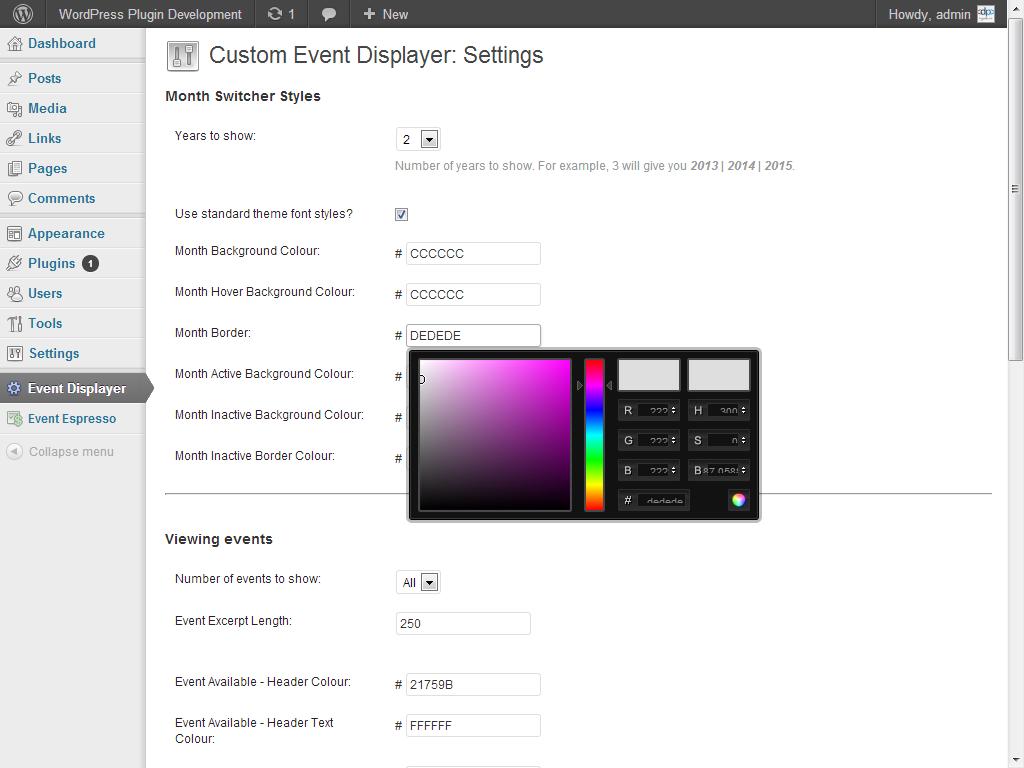 WordPress Plugin Development 1 + New Howdy, admin
Dashboard
Posts
Media
Links
Pages
Comments
Appearance
Plugins 1
Users
Tools
Settings
Event Displayer
Event Espresso
Collapse menu
Custom Event Displayer: Settings
Month Switcher Styles
Years to show: 2
Number of years to show. For example, 3 will give you 2013 | 2014 | 2015.
Use standard theme font styles?
Month Background Colour: # CCCCCC
Month Hover Background Colour: # CCCCCC
Month Border: # DEDEDE
Month Active Background Colour: #
Month Inactive Background Colour: #
Month Inactive Border Colour: #
R 222 H 300
G 222 S 0
B 222 B 87.058
# dedede
Viewing events
Number of events to show: All
Event Excerpt Length: 250
Event Available - Header Colour: # 21759B
Event Available - Header Text # FFFFFF
Colour: